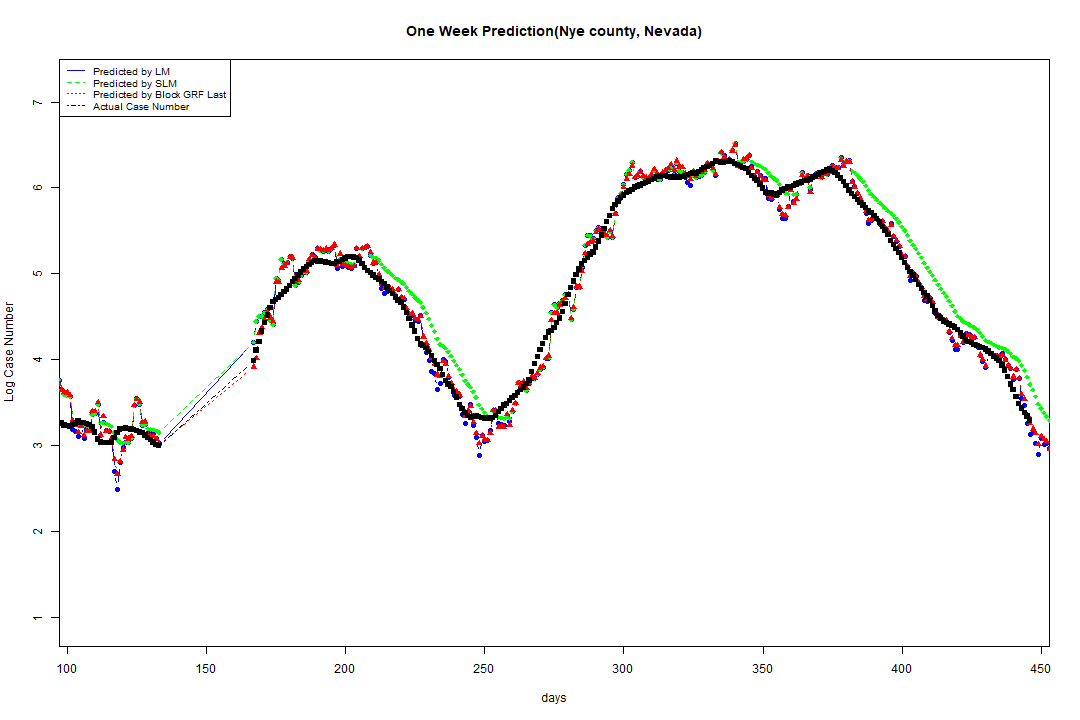 One Week Prediction(Nye county, Nevada)
Predicted by LM
Predicted by SLM
Predicted by Block GRF Last
Actual Case Number
7
6
5
4
3
2
1
Log Case Number
100 150 200 250 300 350 400 450
days